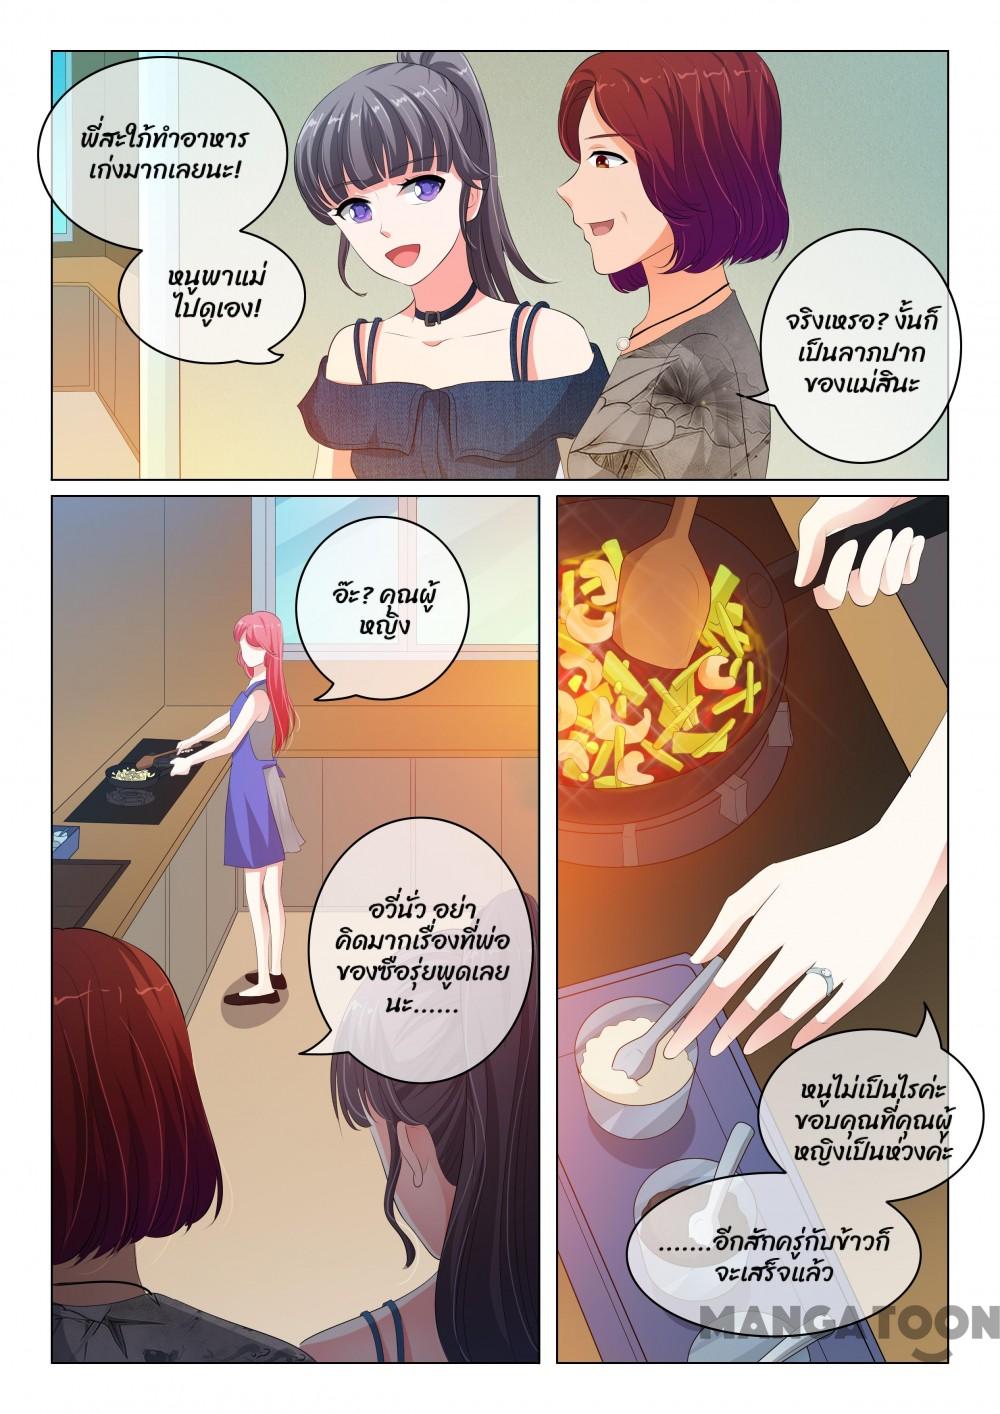 พี่สะใภ้ทำอาหาร
เก่งมากเลยนะ!
หนูพาแม่
ไปดูเอง!
จริงเหรอ? งั้นก็
เป็นลาภปาก
ของแม่สินะ
อ๊ะ? คุณผู้
หญิง
อวี่นั่ว อย่า
คิดมากเรื่องที่พ่อ
ของซือรุ่ยพูดเลย
นะ......
หนูไม่เป็นไรค่ะ
ขอบคุณที่คุณผู้
หญิงเป็นห่วงค่ะ
.......อีกสักครู่กับข้าวก็
จะเสร็จแล้ว
MANGATOON